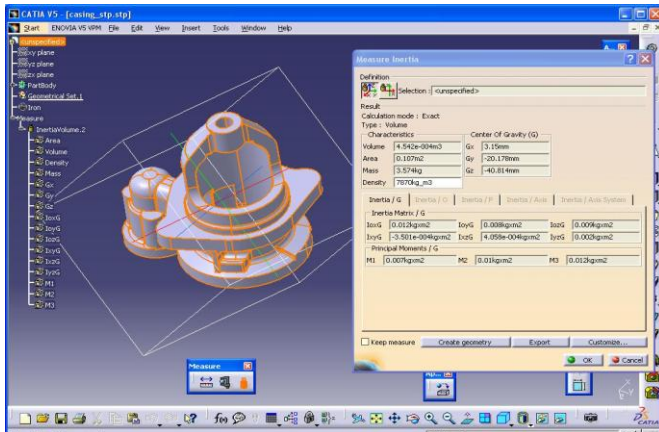 CATIA V5 - [casing_stp.stp]
Start ENOVIA V5 VPM File Edit View Insert Tools Window Help
<unspecified>
xy plane
yz plane
zx plane
PartBody
Geometrical Set.1
Iron
Measure
InertiaVolume.2
Area
Volume
Density
Mass
Gx
Gy
Gz
IoxG
IoyG
IozG
IxyG
IxzG
IyzG
M1
M2
M3
Measure Inertia
Definition
Selection : <unspecified>
Result
Calculation mode : Exact
Type : Volume
Characteristics Center Of Gravity (G)
Volume 4.542e-004m3 Gx 3.15mm
Area 0.107m2 Gy -20.178mm
Mass 3.574kg Gz -40.814mm
Density 7870kg_m3
Inertia / G Inertia / O Inertia / P Inertia / Axis Inertia / Axis System
Inertia Matrix / G
IoxG 0.012kgxm2 IoyG 0.008kgxm2 IozG 0.009kgxm2
IxyG -3.501e-004kgxm2 IxzG 4.058e-004kgxm2 IyzG 0.002kgxm2
Principal Moments / G
M1 0.007kgxm2 M2 0.01kgxm2 M3 0.012kgxm2
Keep measure Create geometry Export Customize...
OK Cancel
Measure
f(x)
CATIA